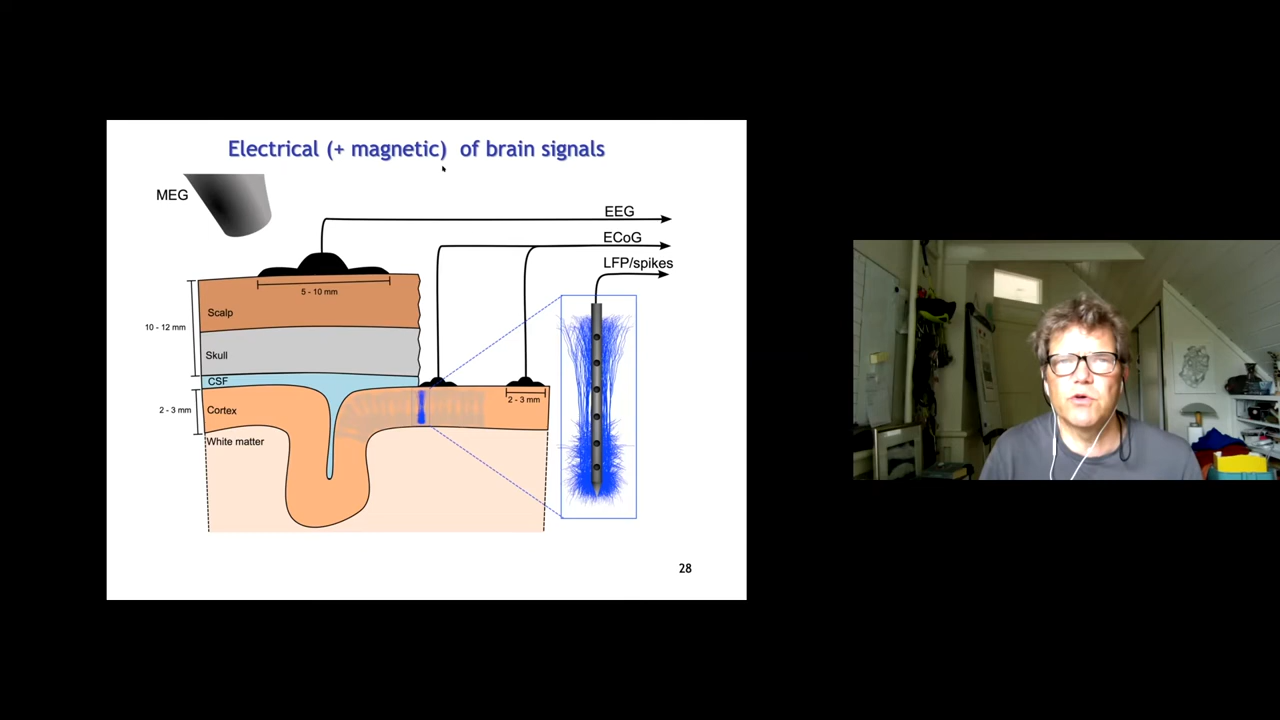 Electrical (+ magnetic) of brain signals
MEG
EEG
ECoG
LFP/spikes
5 - 10 mm
Scalp
10 - 12 mm
Skull
CSF
2 - 3 mm
Cortex
2 - 3 mm
White matter
28